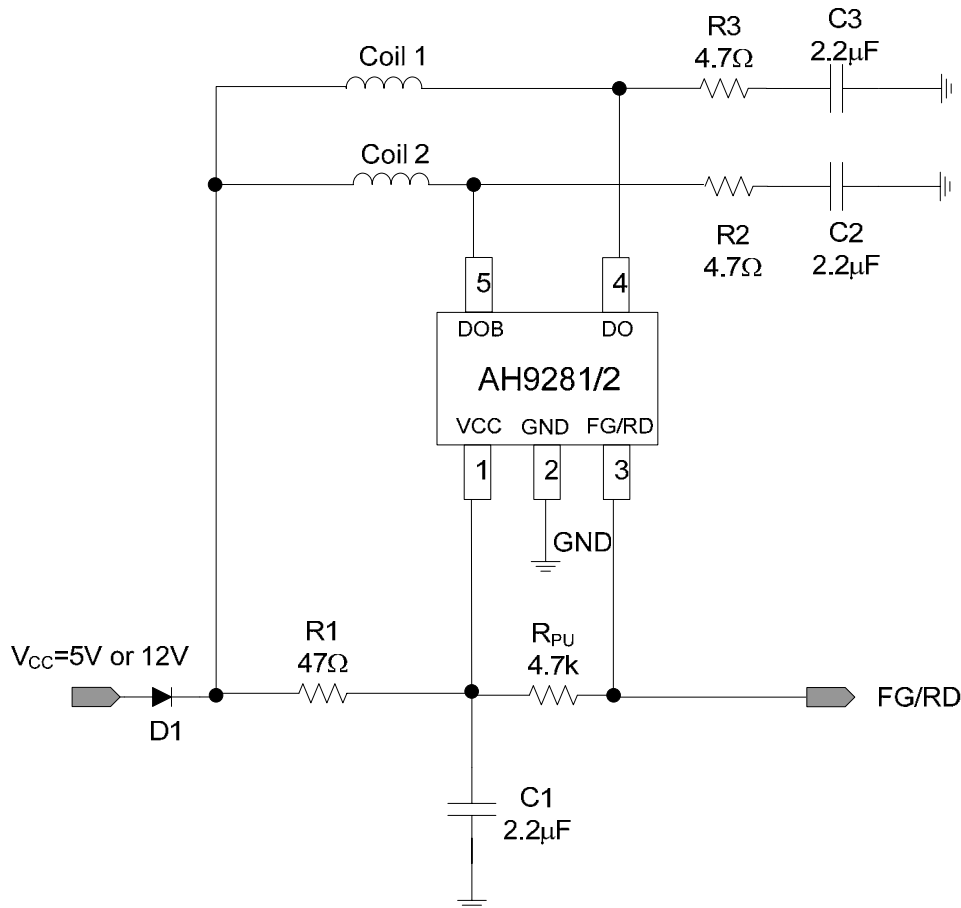 R3
4.7Ω
C3
2.2μF
Coil 1
Coil 2
R2
4.7Ω
C2
2.2μF
5
4
DOB
DO
AH9281/2
VCC
GND
FG/RD
1
2
3
GND
VCC=5V or 12V
D1
R1
47Ω
RPU
4.7k
FG/RD
C1
2.2μF